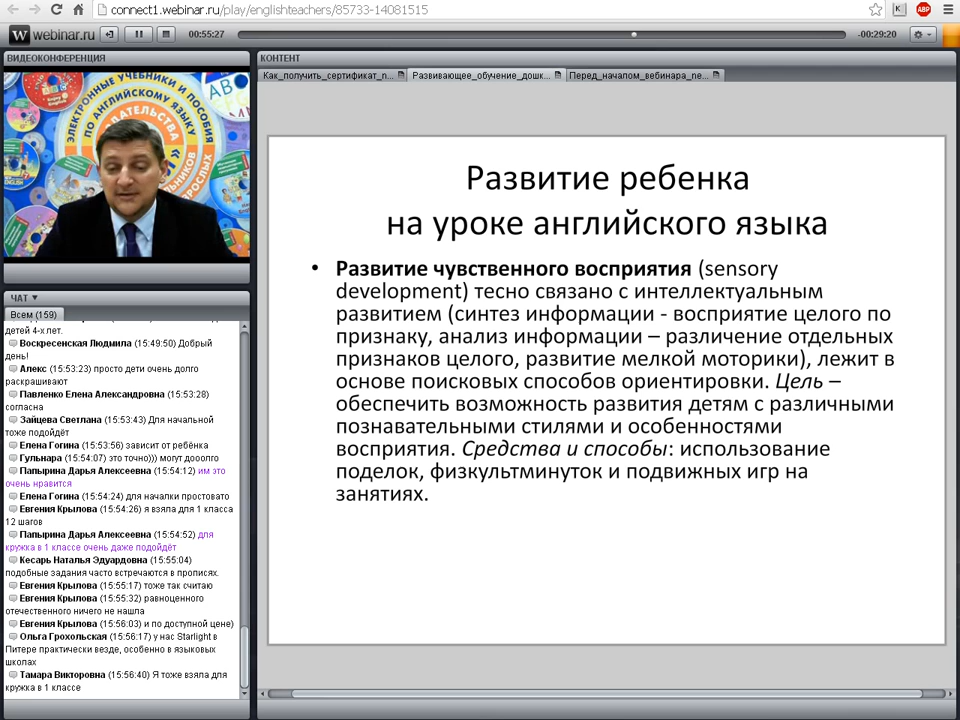 connect1.webinar.ru/play/englishteachers/85733-14081515
webinar.ru
00:55:27
-00:29:20
ВИДЕОКОНФЕРЕНЦИЯ
ЭЛЕКТРОННЫЕ УЧЕБНИКИ И ПОСОБИЯ
ПО АНГЛИЙСКОМУ ЯЗЫКУ
ИЗДАТЕЛЬСТВА
ЧАТ
Всем (159)
детей 4-х лет.
Воскресенская Людмила (15:49:50) Добрый
день!
Алекс (15:53:23) просто дети очень долго
раскрашивают
Павленко Елена Александровна (15:53:28)
согласна
Зайцева Светлана (15:53:43) Для начальной
тоже подойдёт
Елена Гогина (15:53:56) зависит от ребёнка
Гульнара (15:54:07) это точно))) могут дооолго
Папырина Дарья Алексеевна (15:54:12) им это
очень нравится
Елена Гогина (15:54:24) для началки простовато
Евгения Крылова (15:54:26) я взяла для 1 класса
12 шагов
Папырина Дарья Алексеевна (15:54:52) для
кружка в 1 классе очень даже подойдёт
Кесарь Наталья Эдуардовна (15:55:04)
подобные задания часто встречаются в прописях.
Евгения Крылова (15:55:17) тоже так считаю
Евгения Крылова (15:55:32) равноценного
отечественного ничего не нашла
Евгения Крылова (15:56:03) и по доступной цене)
Ольга Грохольская (15:56:17) у нас Starlight в
Питере практически везде, особенно в языковых
школах
Тамара Викторовна (15:56:40) Я тоже взяла для
кружка в 1 классе
КОНТЕНТ
Как_получить_сертификат_п... Развивающее_обучение_дошк... Перед_началом_вебинара_пе...
Развитие ребенка
на уроке английского языка
• Развитие чувственного восприятия (sensory
development) тесно связано с интеллектуальным
развитием (синтез информации - восприятие целого по
признаку, анализ информации – различение отдельных
признаков целого, развитие мелкой моторики), лежит в
основе поисковых способов ориентировки. Цель –
обеспечить возможность развития детям с различными
познавательными стилями и особенностями
восприятия. Средства и способы: использование
поделок, физкультминуток и подвижных игр на
занятиях.